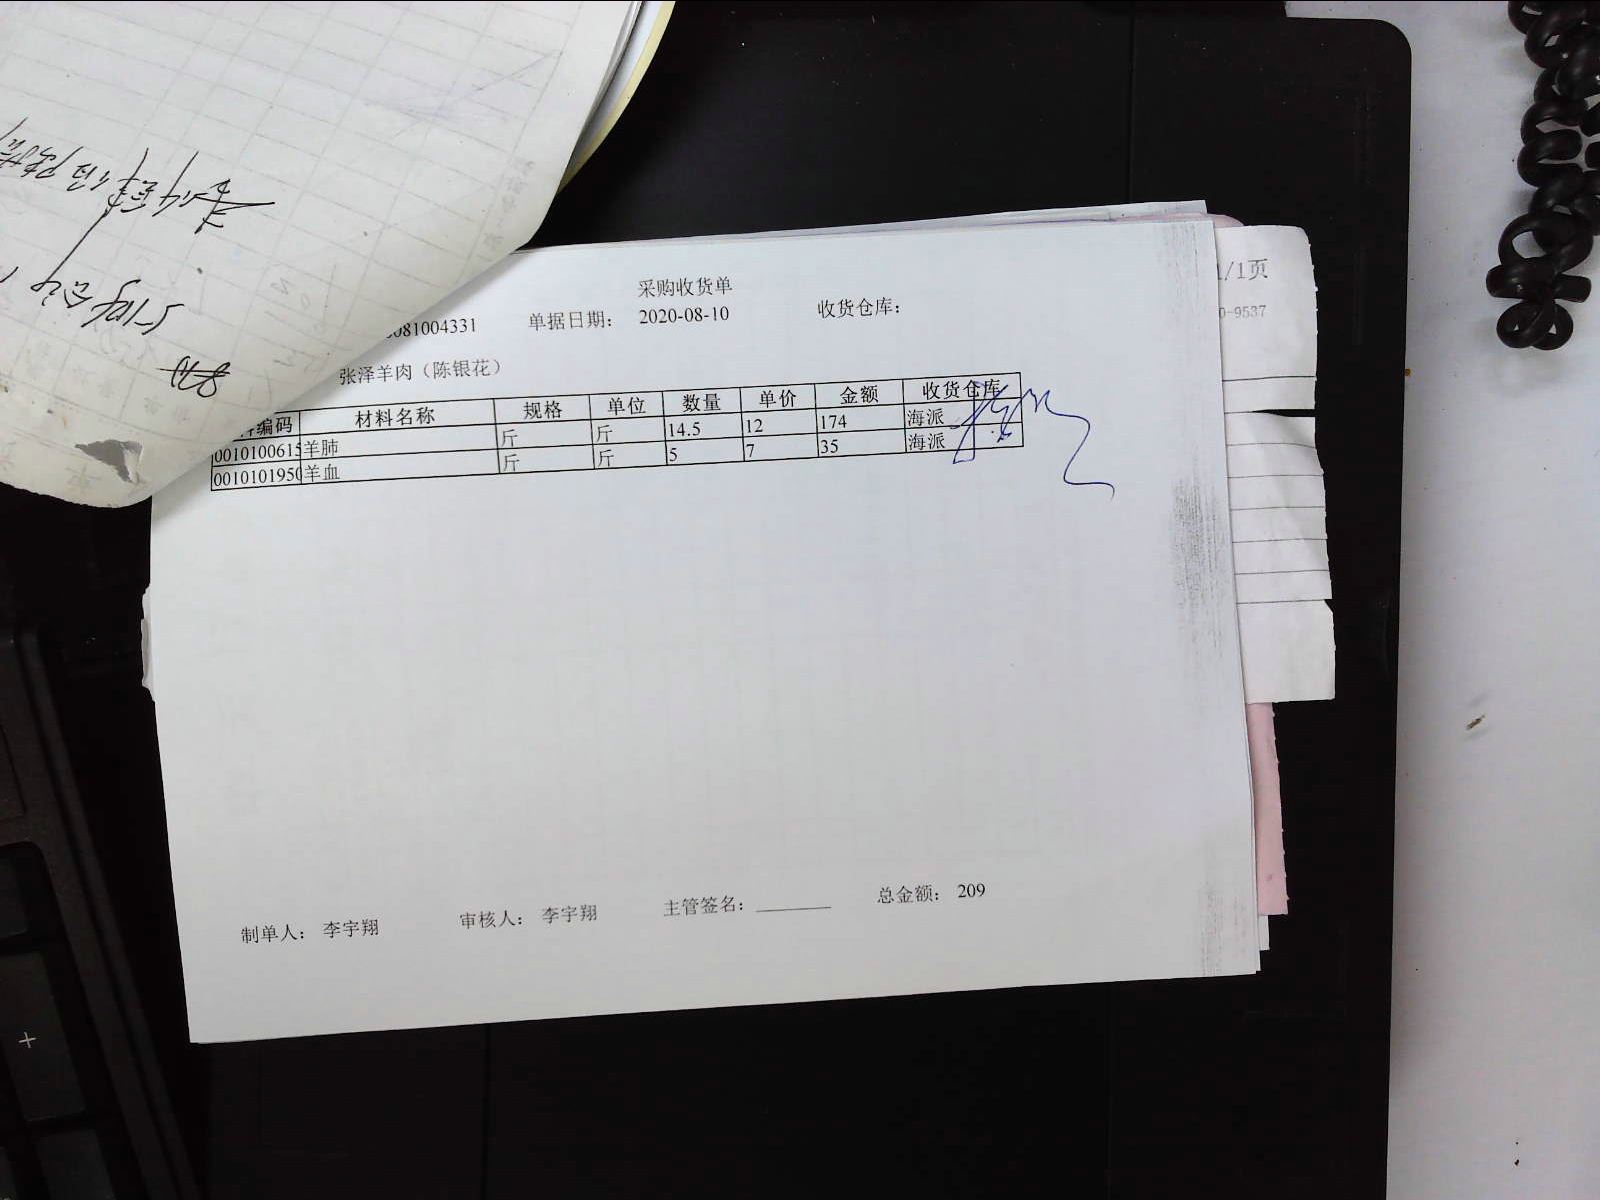 采购收货单
081004331 单据日期： 2020-08-10 收货仓库：
张泽羊肉（陈银花）
编码 材料名称 规格 单位 数量 单价 金额 收货仓库
0010100615 羊肺 斤 斤 14.5 12 174 海派
0010101950 羊血 斤 斤 5 7 35 海派
制单人： 李宇翔 审核人： 李宇翔 主管签名： 总金额： 209
1/1页
0-9537
+